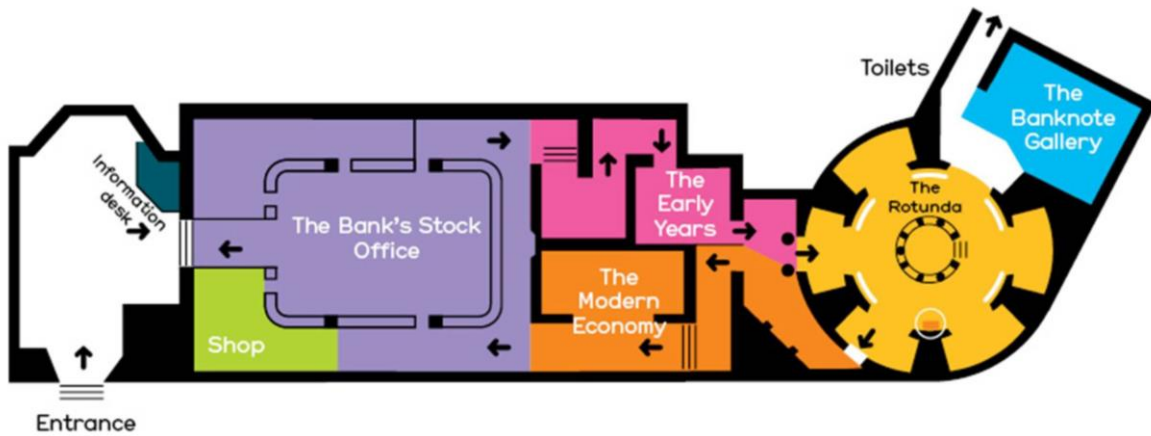 Toilets
The
Banknote
Gallery
Information
desk
The
Rotunda
The Bank's Stock
Office
The
Early
Years
The
Modern
Economy
Shop
Entrance